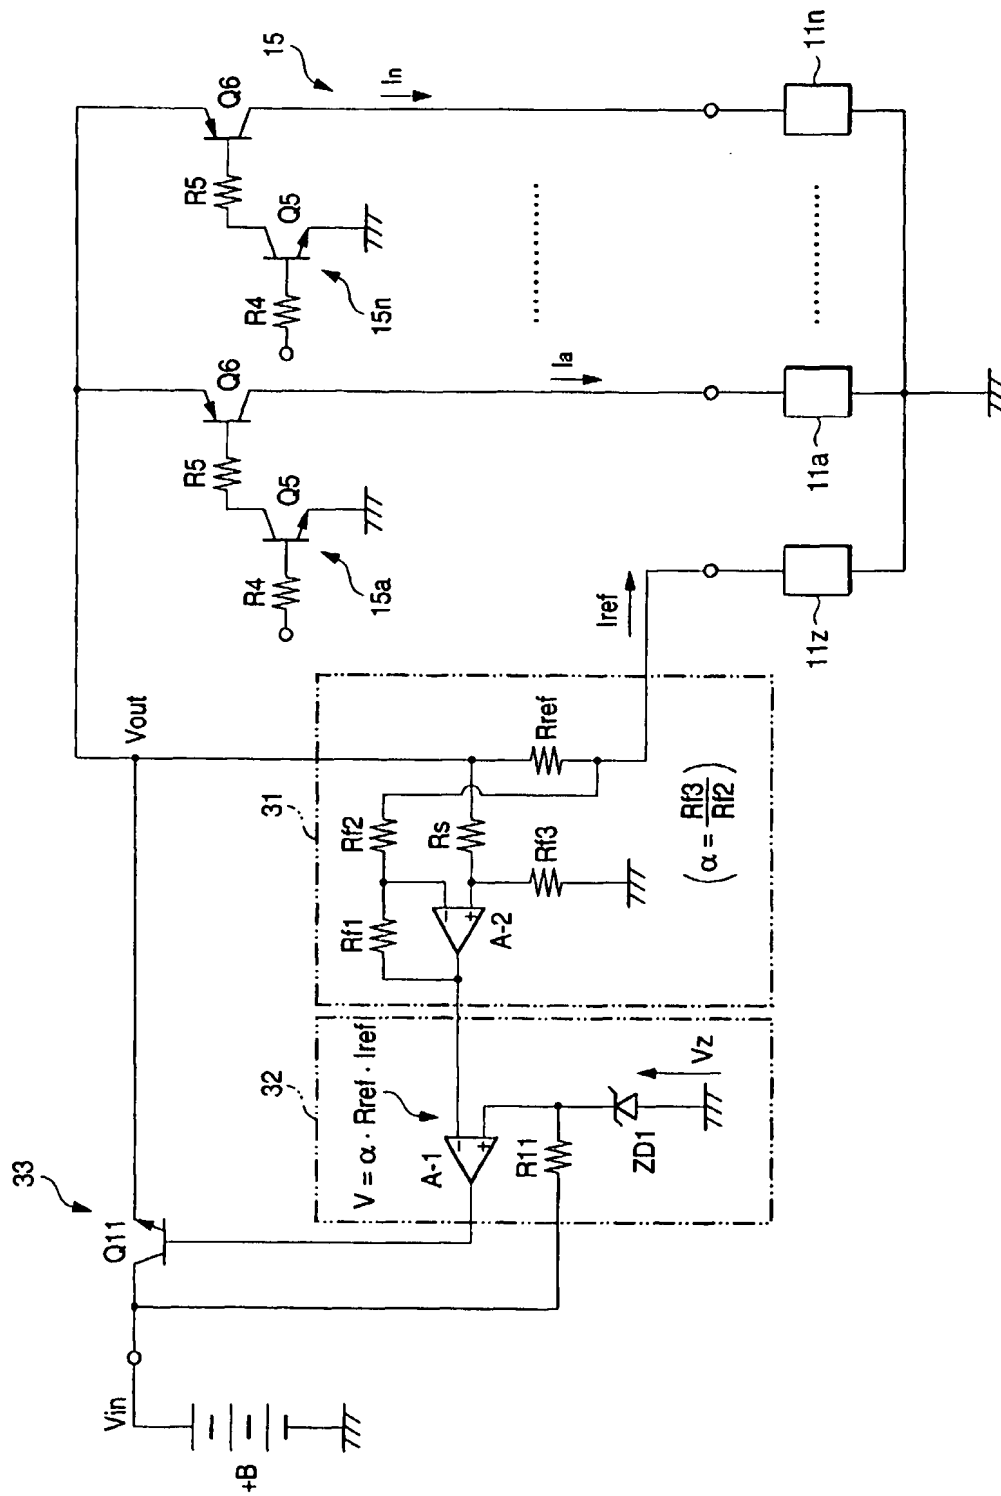 33
Vin
+B
Q11
32
V = α · Rref · Iref
A-1
R11
ZD1
Vz
31
Rf1
Rf2
A-2
Rs
Rf3
Rref
( α = Rf3
Rf2 )
Vout
Iref
11z
R4
Q5
R5
Q6
15a
Ia
11a
R4
Q5
R5
Q6
15n
15
In
11n